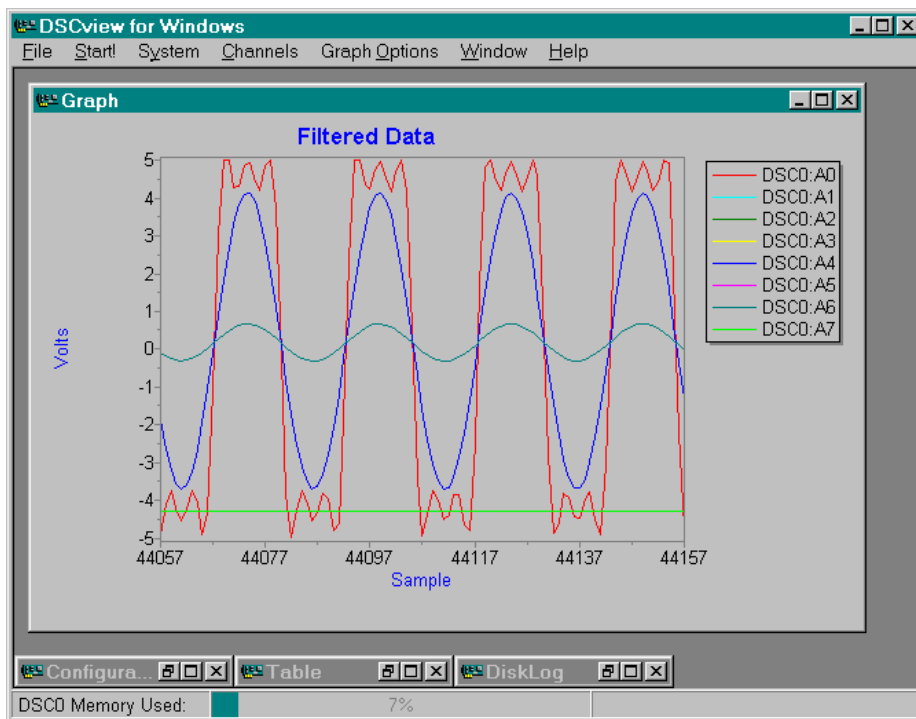 DSCview for Windows
File Start! System Channels Graph Options Window Help
Graph
Filtered Data
5
4
3
2
1
0
-1
-2
-3
-4
-5
Volts
44057 44077 44097 44117 44137 44157
Sample
DSC0:A0
DSC0:A1
DSC0:A2
DSC0:A3
DSC0:A4
DSC0:A5
DSC0:A6
DSC0:A7
Configura... Table DiskLog
DSC0 Memory Used: 7%